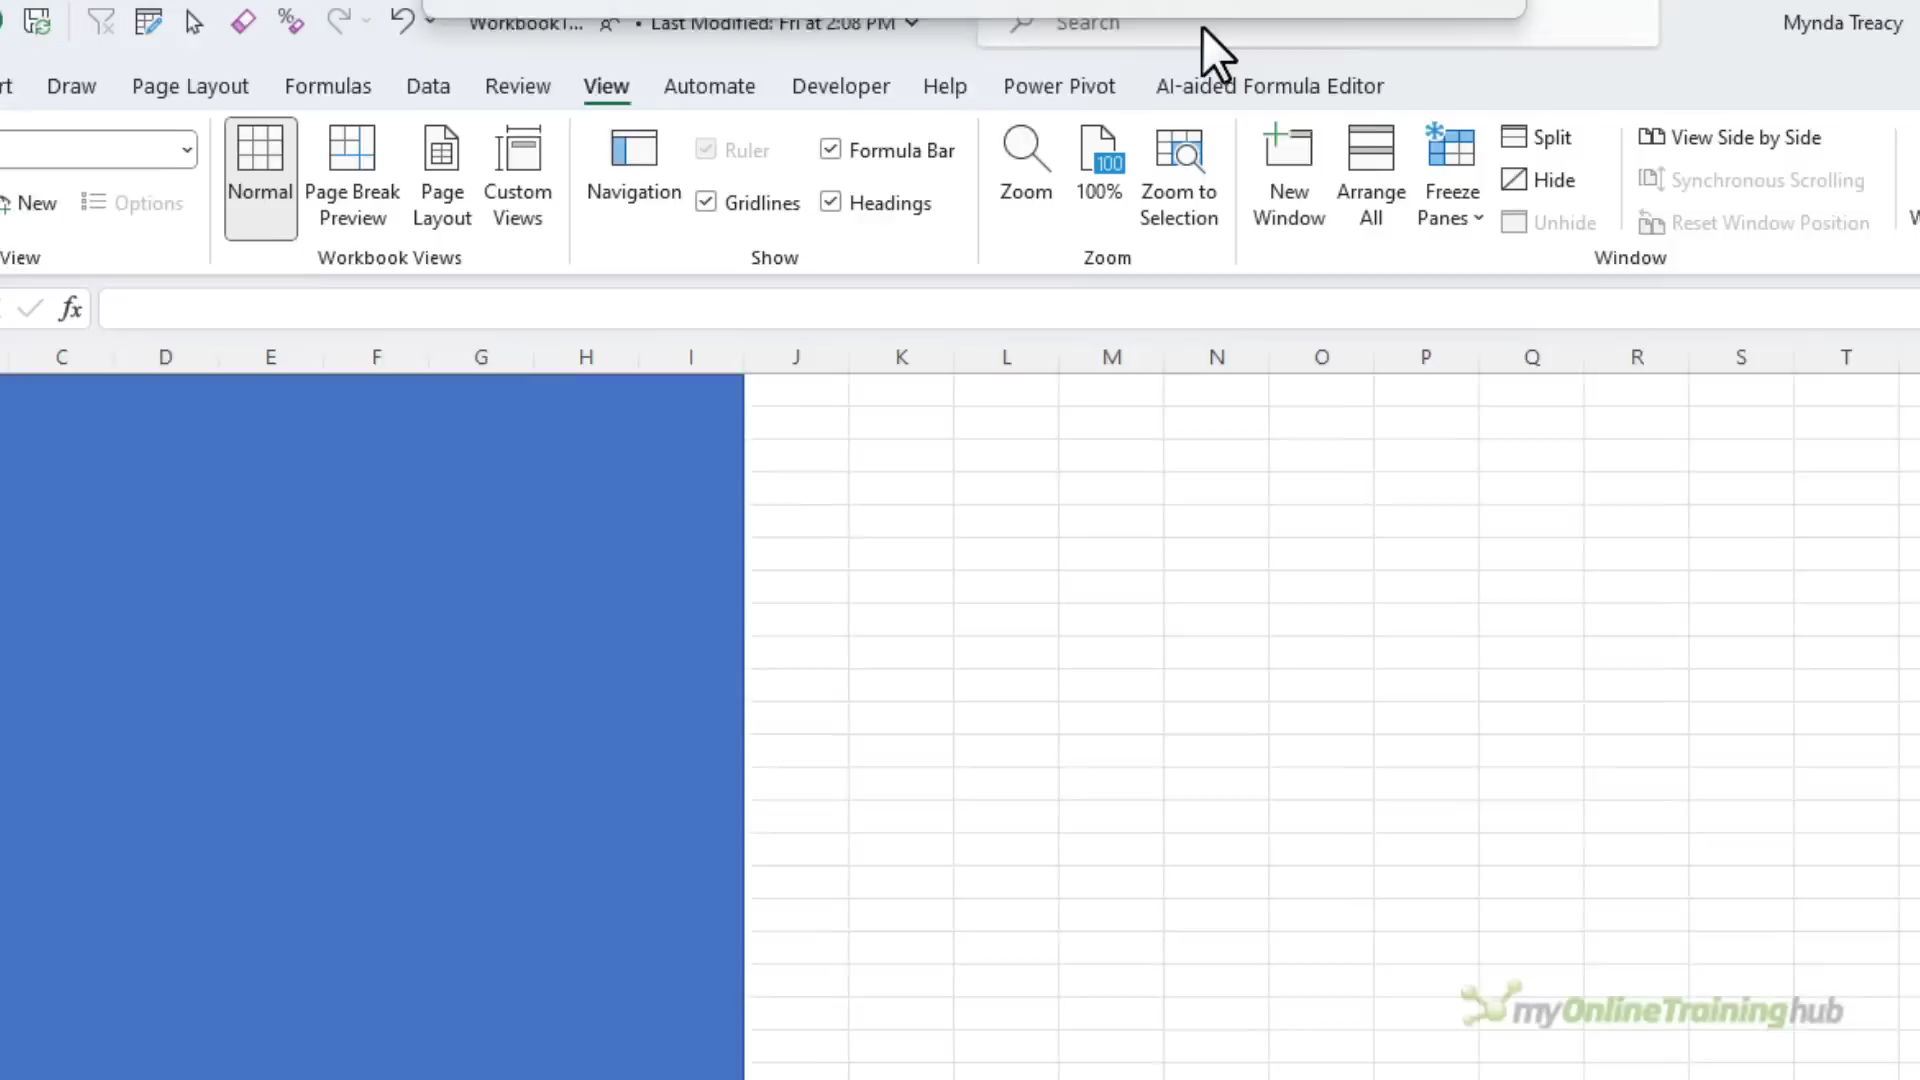 Workbook1... • Last Modified: Fri at 2:08 PM Search Mynda Treacy
Draw Page Layout Formulas Data Review View Automate Developer Help Power Pivot AI-aided Formula Editor
New Options
View
Normal Page Break Preview Page Layout Custom Views
Workbook Views
Navigation Ruler Formula Bar
Gridlines Headings
Show
Zoom 100 100% Zoom to Selection
Zoom
New Window Arrange All Freeze Panes Split
Hide
Unhide
View Side by Side
Synchronous Scrolling
Reset Window Position
Window
fx
C D E F G H I J K L M N O P Q R S T
myOnlineTraininghub